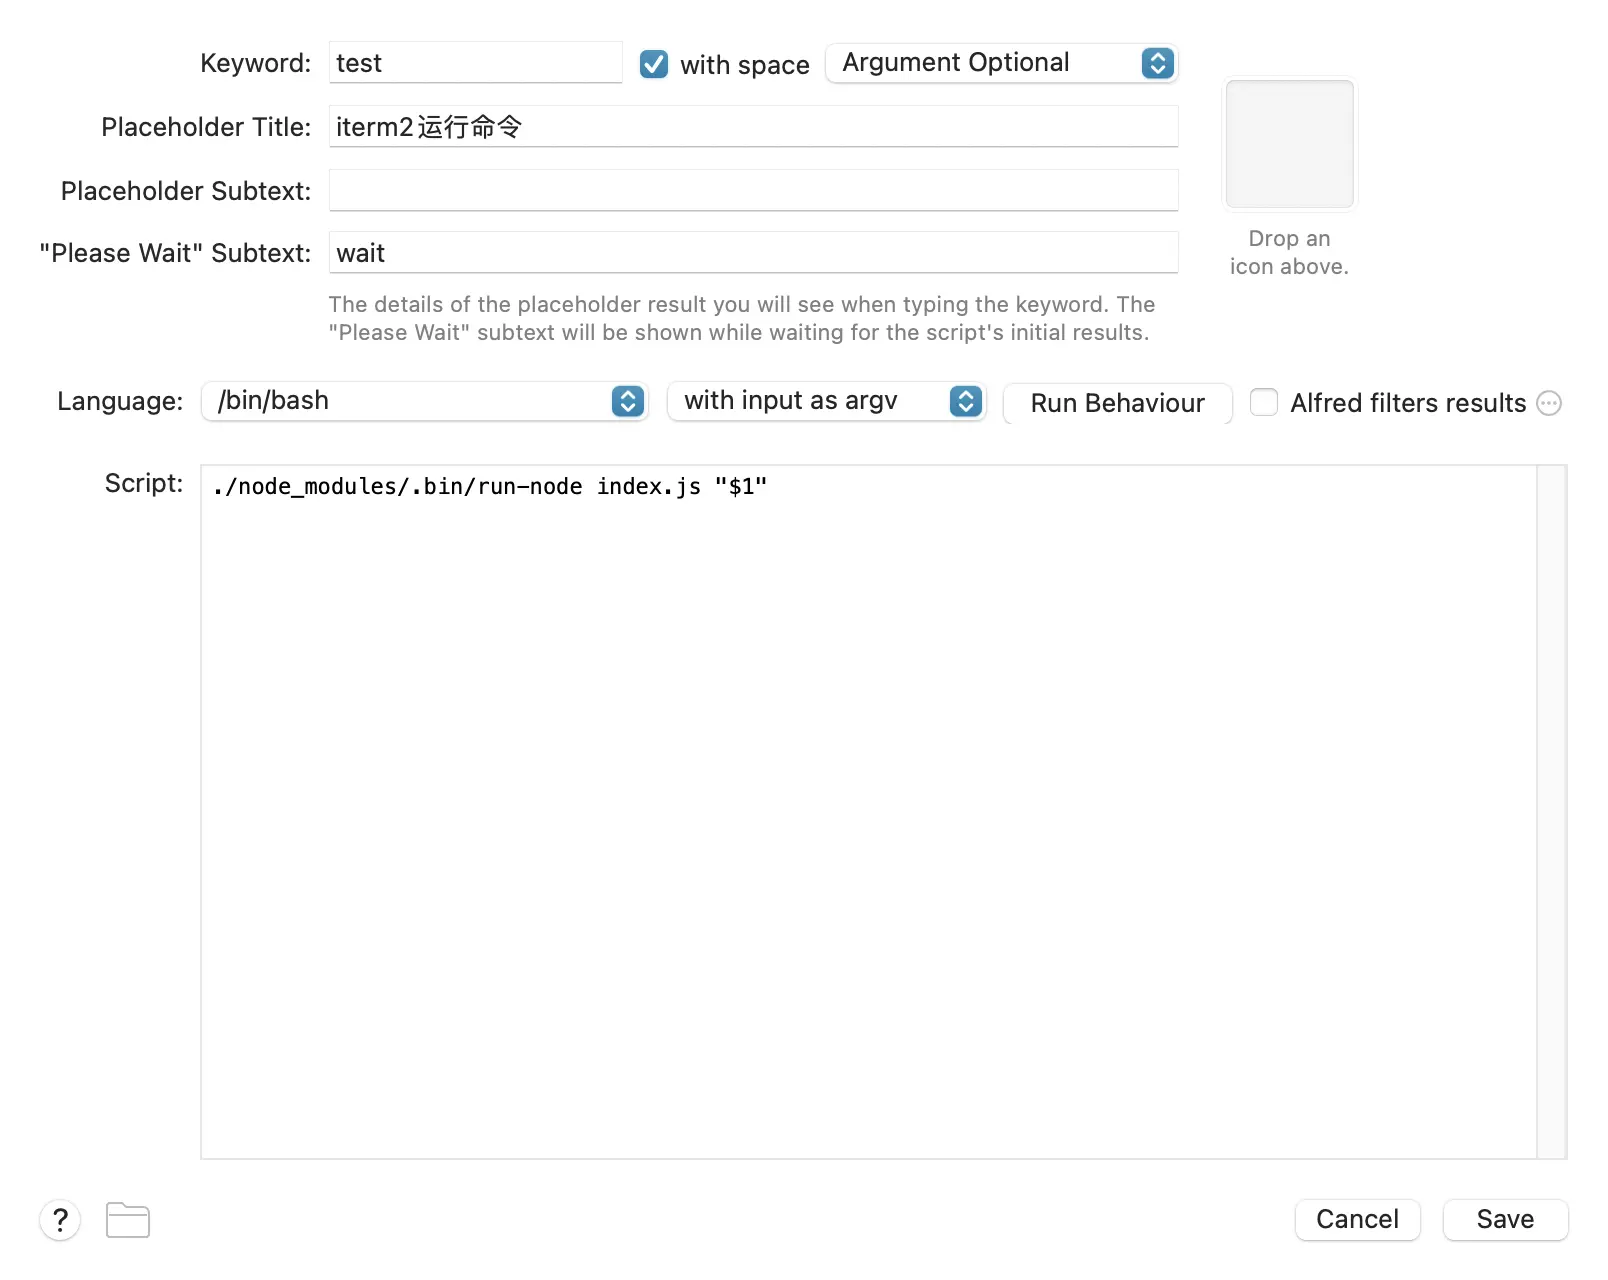 Keyword: test with space Argument Optional
Placeholder Title: iterm2运行命令
Placeholder Subtext:
"Please Wait" Subtext: wait
Drop an
icon above.
The details of the placeholder result you will see when typing the keyword. The
"Please Wait" subtext will be shown while waiting for the script's initial results.
Language: /bin/bash with input as argv Run Behaviour Alfred filters results
Script: ./node_modules/.bin/run-node index.js "$1"
? Cancel Save